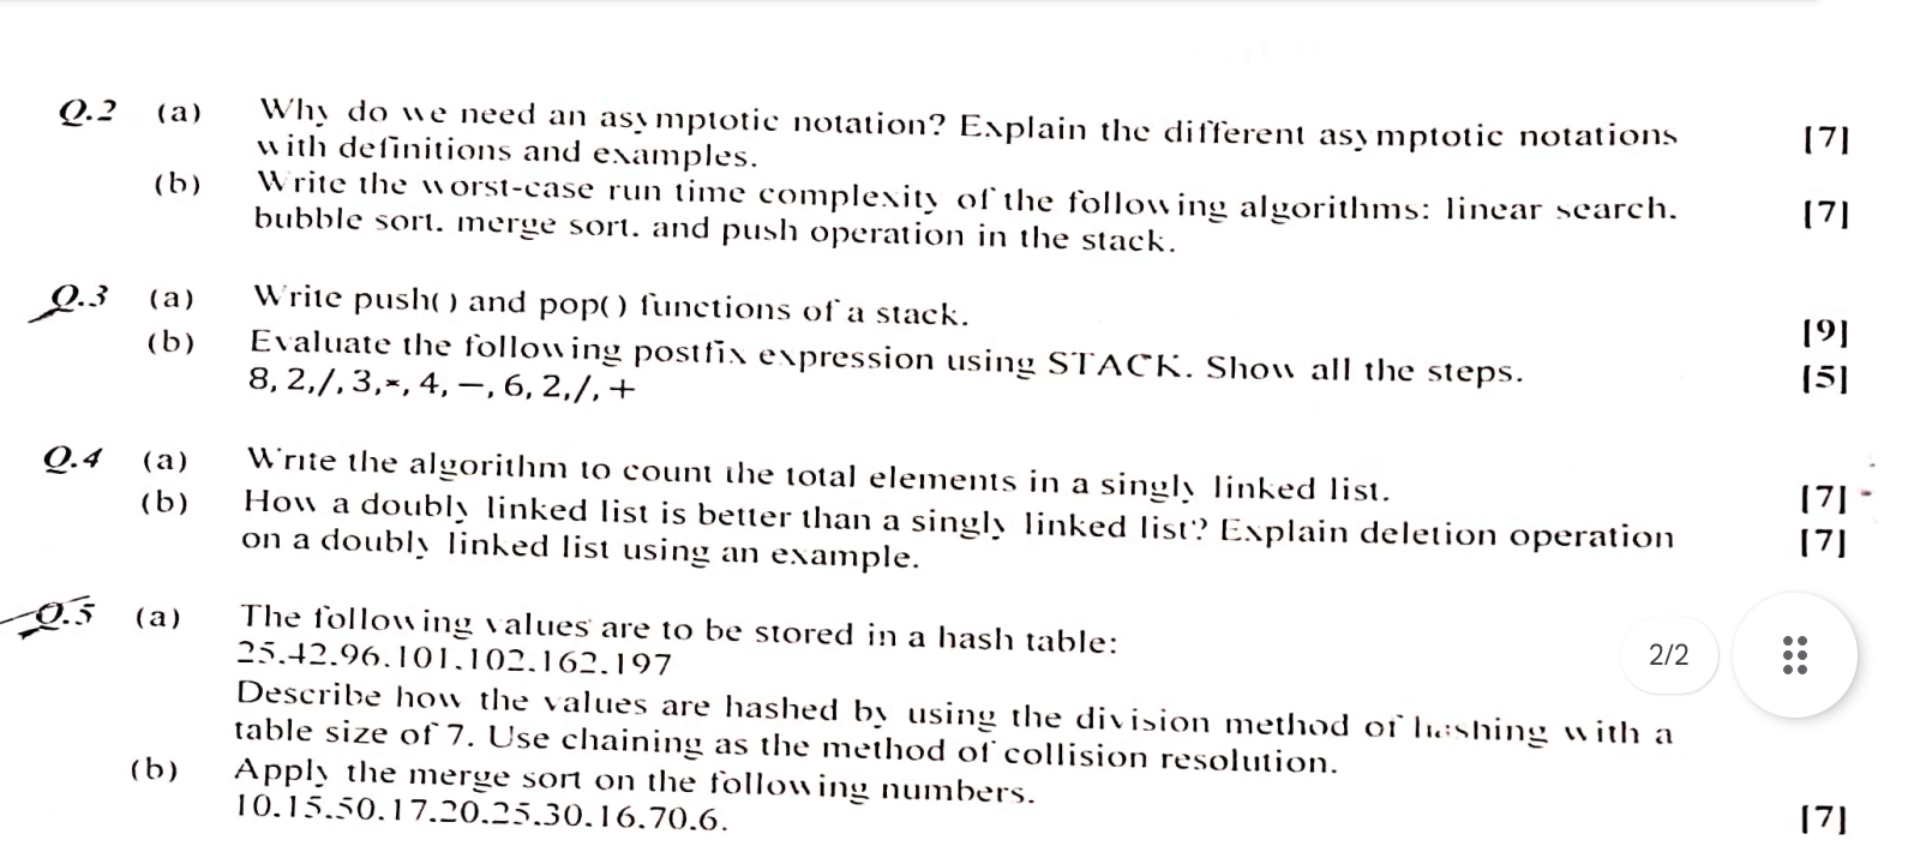 Q.2 (a) Why do we need an asymptotic notation? Explain the different asymptotic notations [7]
with definitions and examples.
(b) Write the worst-case run time complexity of the following algorithms: linear search, [7]
bubble sort, merge sort, and push operation in the stack.
Q.3 (a) Write push( ) and pop( ) functions of a stack. [9]
(b) Evaluate the following postfix expression using STACK. Show all the steps. [5]
8, 2,/, 3,*, 4, −, 6, 2,/, +
Q.4 (a) Write the algorithm to count the total elements in a singly linked list. [7]
(b) How a doubly linked list is better than a singly linked list? Explain deletion operation [7]
on a doubly linked list using an example.
Q.5 (a) The following values are to be stored in a hash table:
25,42,96,101,102,162,197
2/2
Describe how the values are hashed by using the division method of hashing with a
table size of 7. Use chaining as the method of collision resolution.
(b) Apply the merge sort on the following numbers. [7]
10,15,50,17,20,25,30,16,70,6.